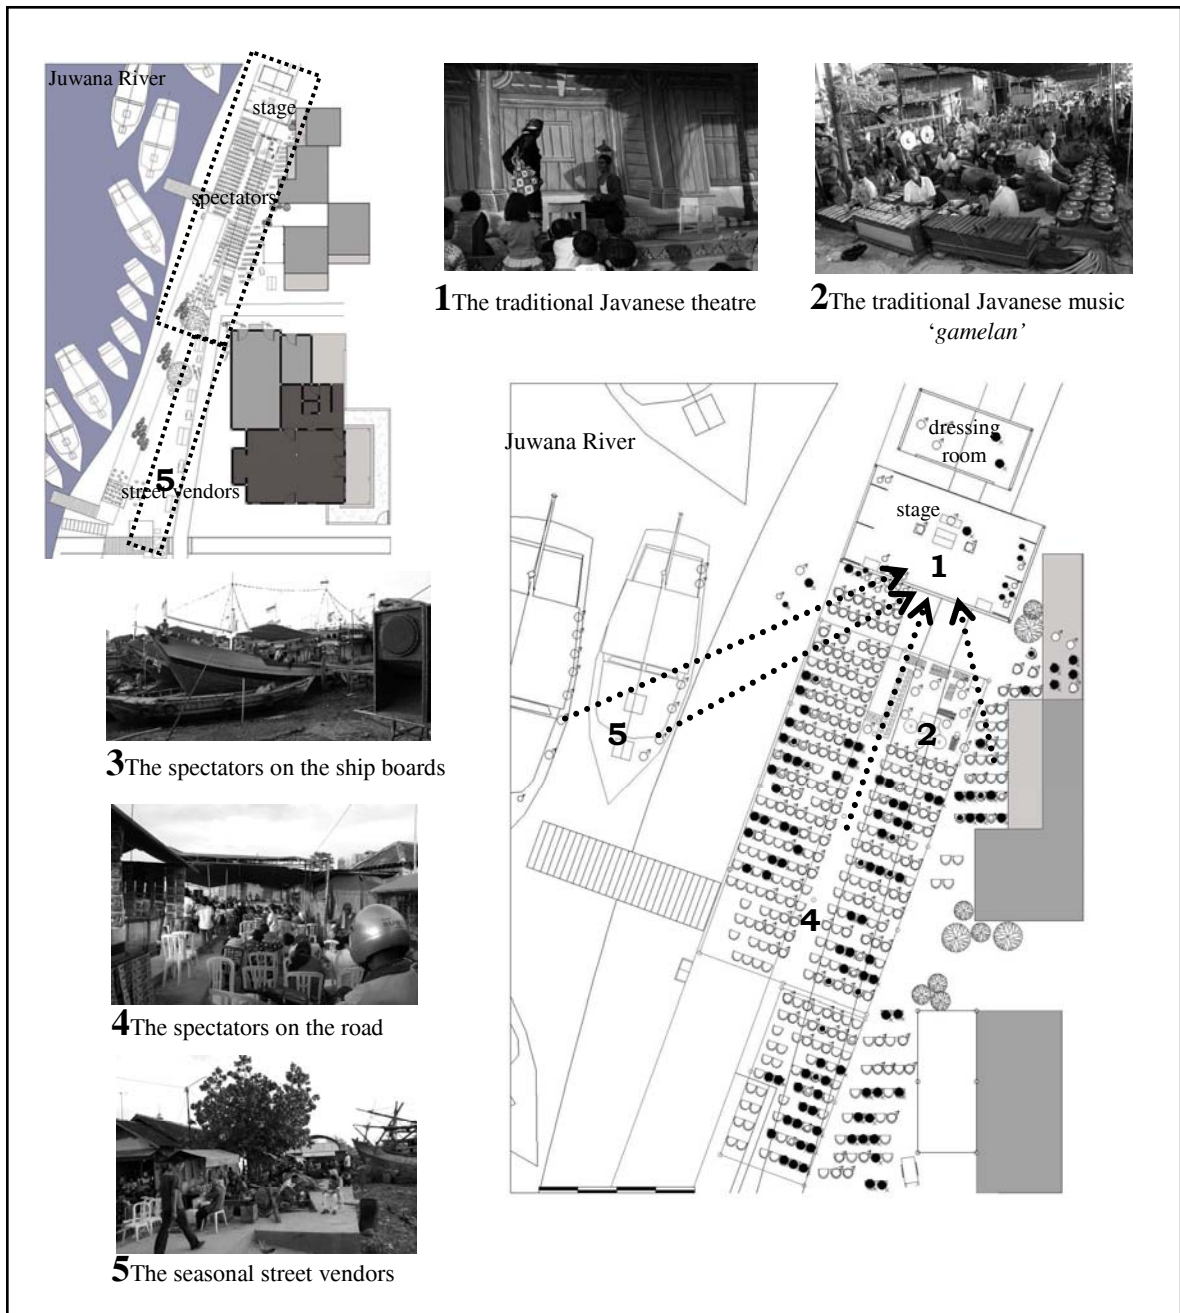 Juwana River
stage
spectators
5
street vendors
1The traditional Javanese theatre
2The traditional Javanese music
‘gamelan’
Juwana River
dressing
room
stage
1
5
2
4
3The spectators on the ship boards
4The spectators on the road
5The seasonal street vendors